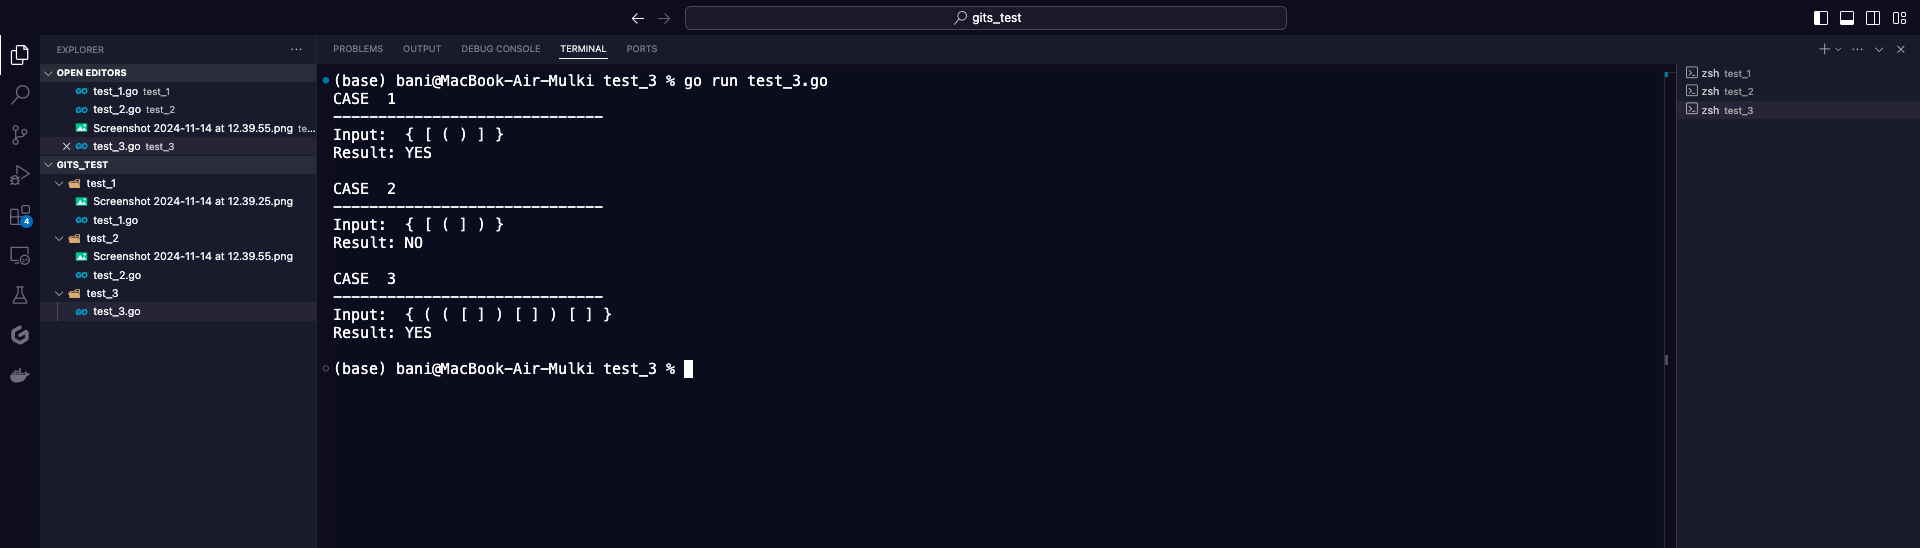 gits_test
EXPLORER
OPEN EDITORS
test_1.go test_1
test_2.go test_2
Screenshot 2024-11-14 at 12.39.55.png te...
test_3.go test_3
GITS_TEST
test_1
Screenshot 2024-11-14 at 12.39.25.png
test_1.go
test_2
Screenshot 2024-11-14 at 12.39.55.png
test_2.go
test_3
test_3.go
4
PROBLEMS OUTPUT DEBUG CONSOLE TERMINAL PORTS
(base) bani@MacBook-Air-Mulki test_3 % go run test_3.go
CASE  1
------------------------------
Input:  { [ ( ) ] }
Result: YES
CASE  2
------------------------------
Input:  { [ ( ] ) }
Result: NO
CASE  3
------------------------------
Input:  { ( ( [ ] ) [ ] ) [ ] }
Result: YES
(base) bani@MacBook-Air-Mulki test_3 %
zsh test_1
zsh test_2
zsh test_3